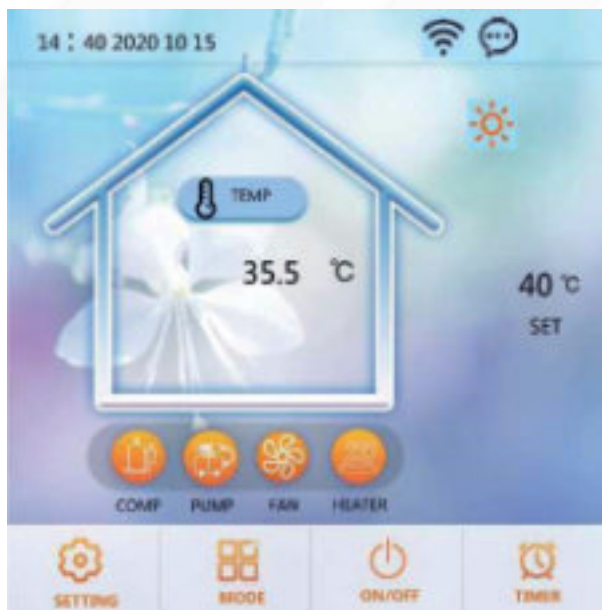 14 : 40 2020 10 15
TEMP
35.5 ℃
40 ℃
SET
COMP PUMP FAN HEATER
SETTING MODE ON/OFF TIMER